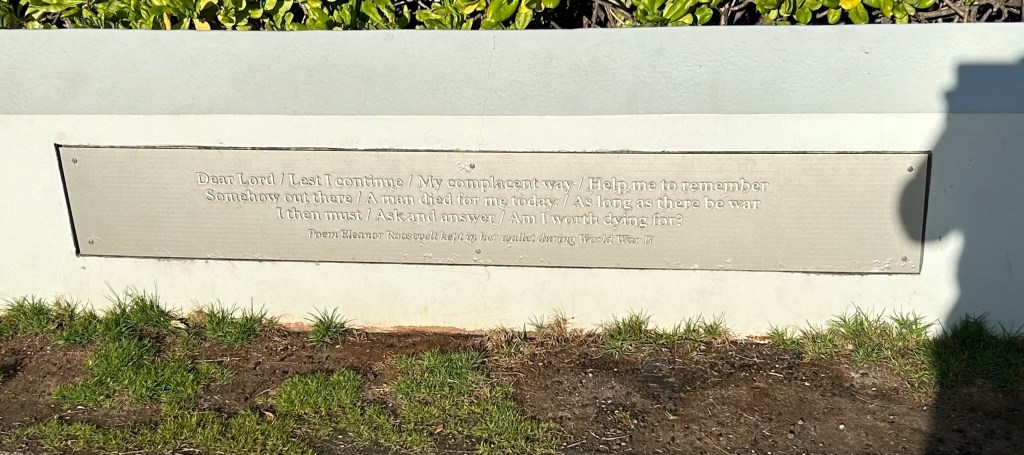 Dear Lord / Lest I continue / My complacent way / Help me to remember
Somehow out there / A man died for me today. / As long as there be war
I then must / Ask and answer / Am I worth dying for?
Poem Eleanor Roosevelt kept in her wallet during World War II